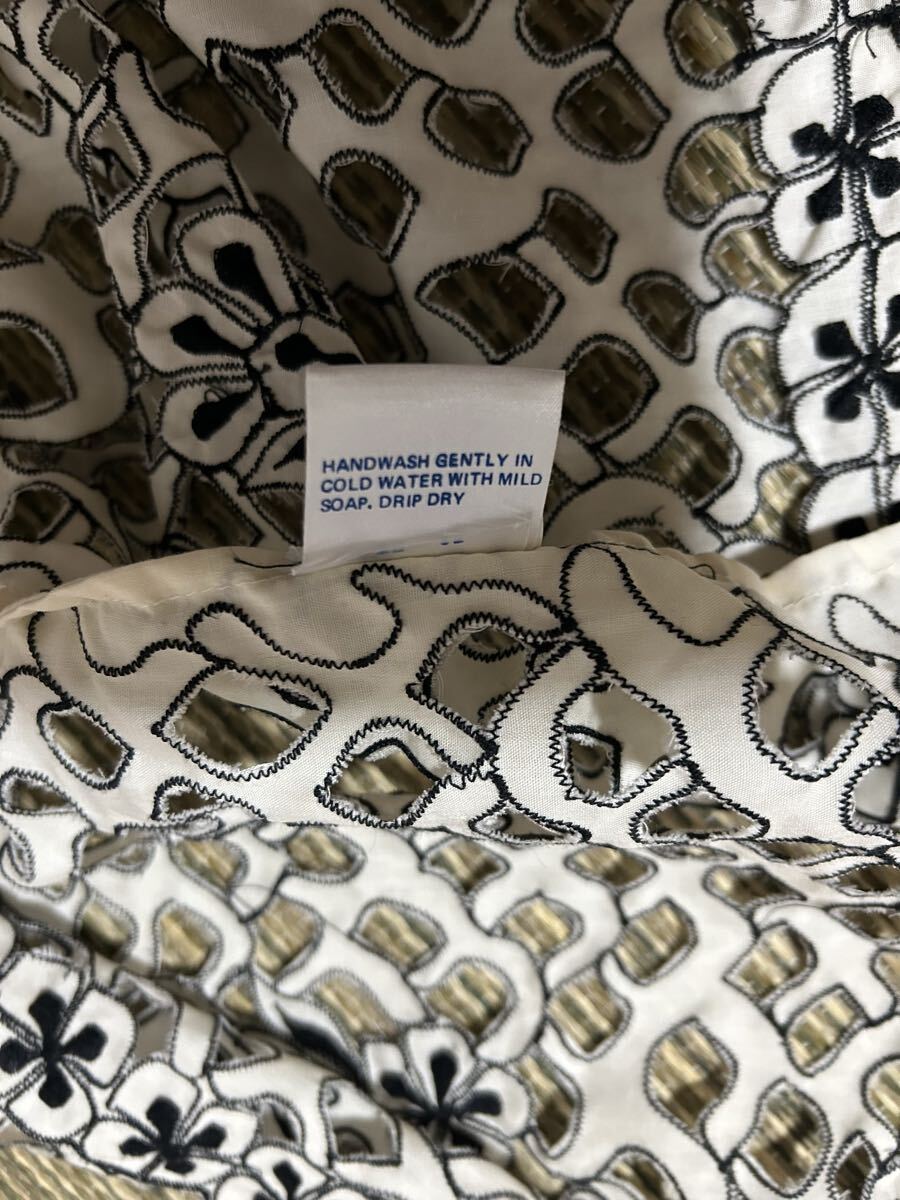 HANDWASH GENTLY IN
COLD WATER WITH MILD
SOAP. DRIP DRY